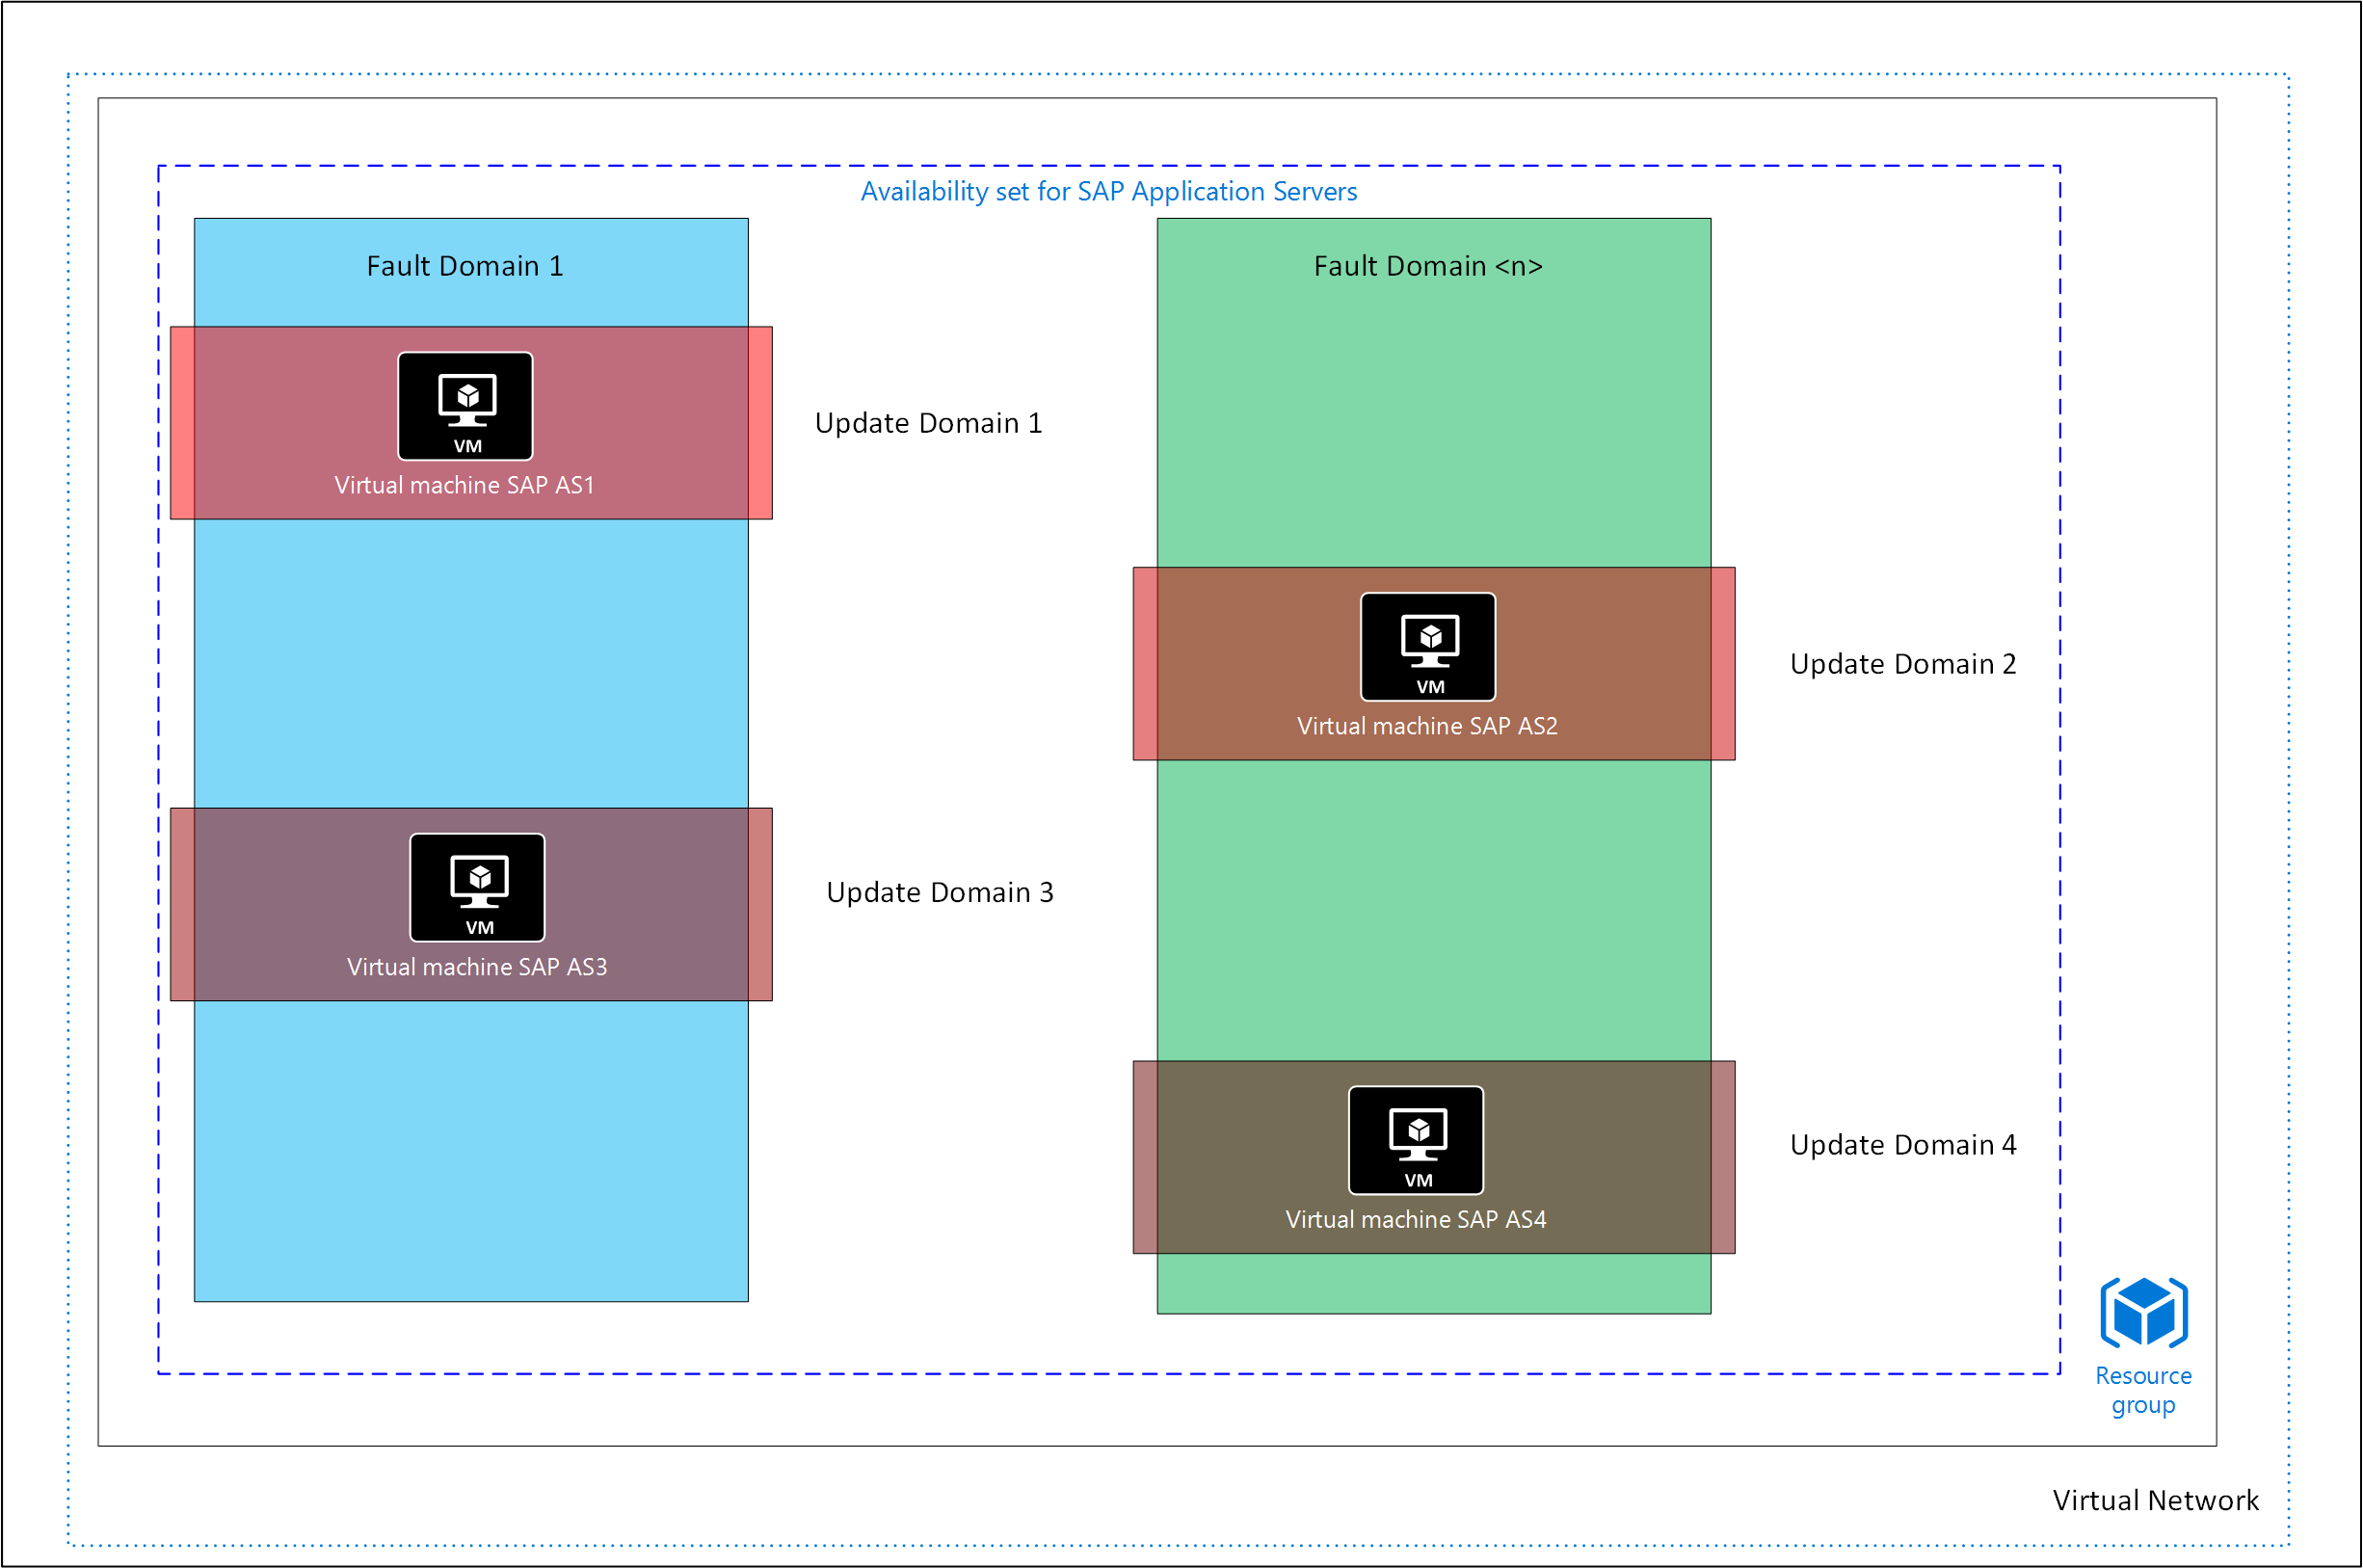 Availability set for SAP Application Servers
Fault Domain 1
Fault Domain <n>
VM
Virtual machine SAP AS1
Update Domain 1
VM
Virtual machine SAP AS2
Update Domain 2
VM
Virtual machine SAP AS3
Update Domain 3
VM
Virtual machine SAP AS4
Update Domain 4
Resource
group
Virtual Network